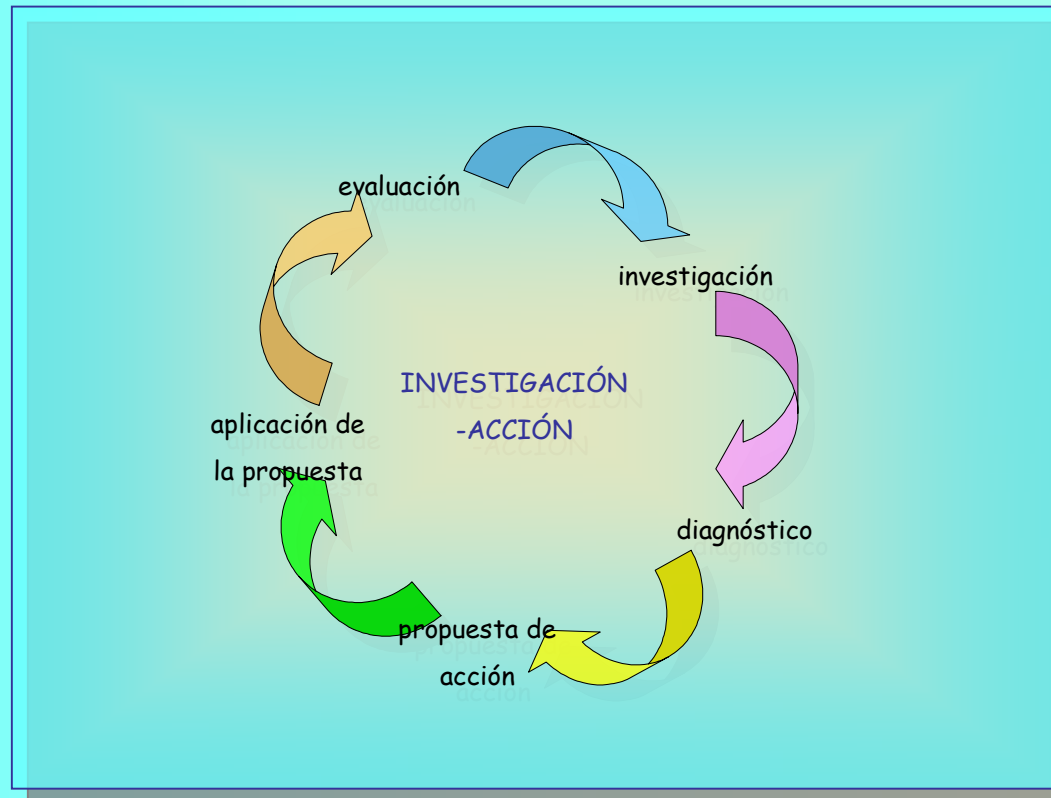 evaluación
investigación
INVESTIGACIÓN
-ACCIÓN
aplicación de
la propuesta
diagnóstico
propuesta de
acción